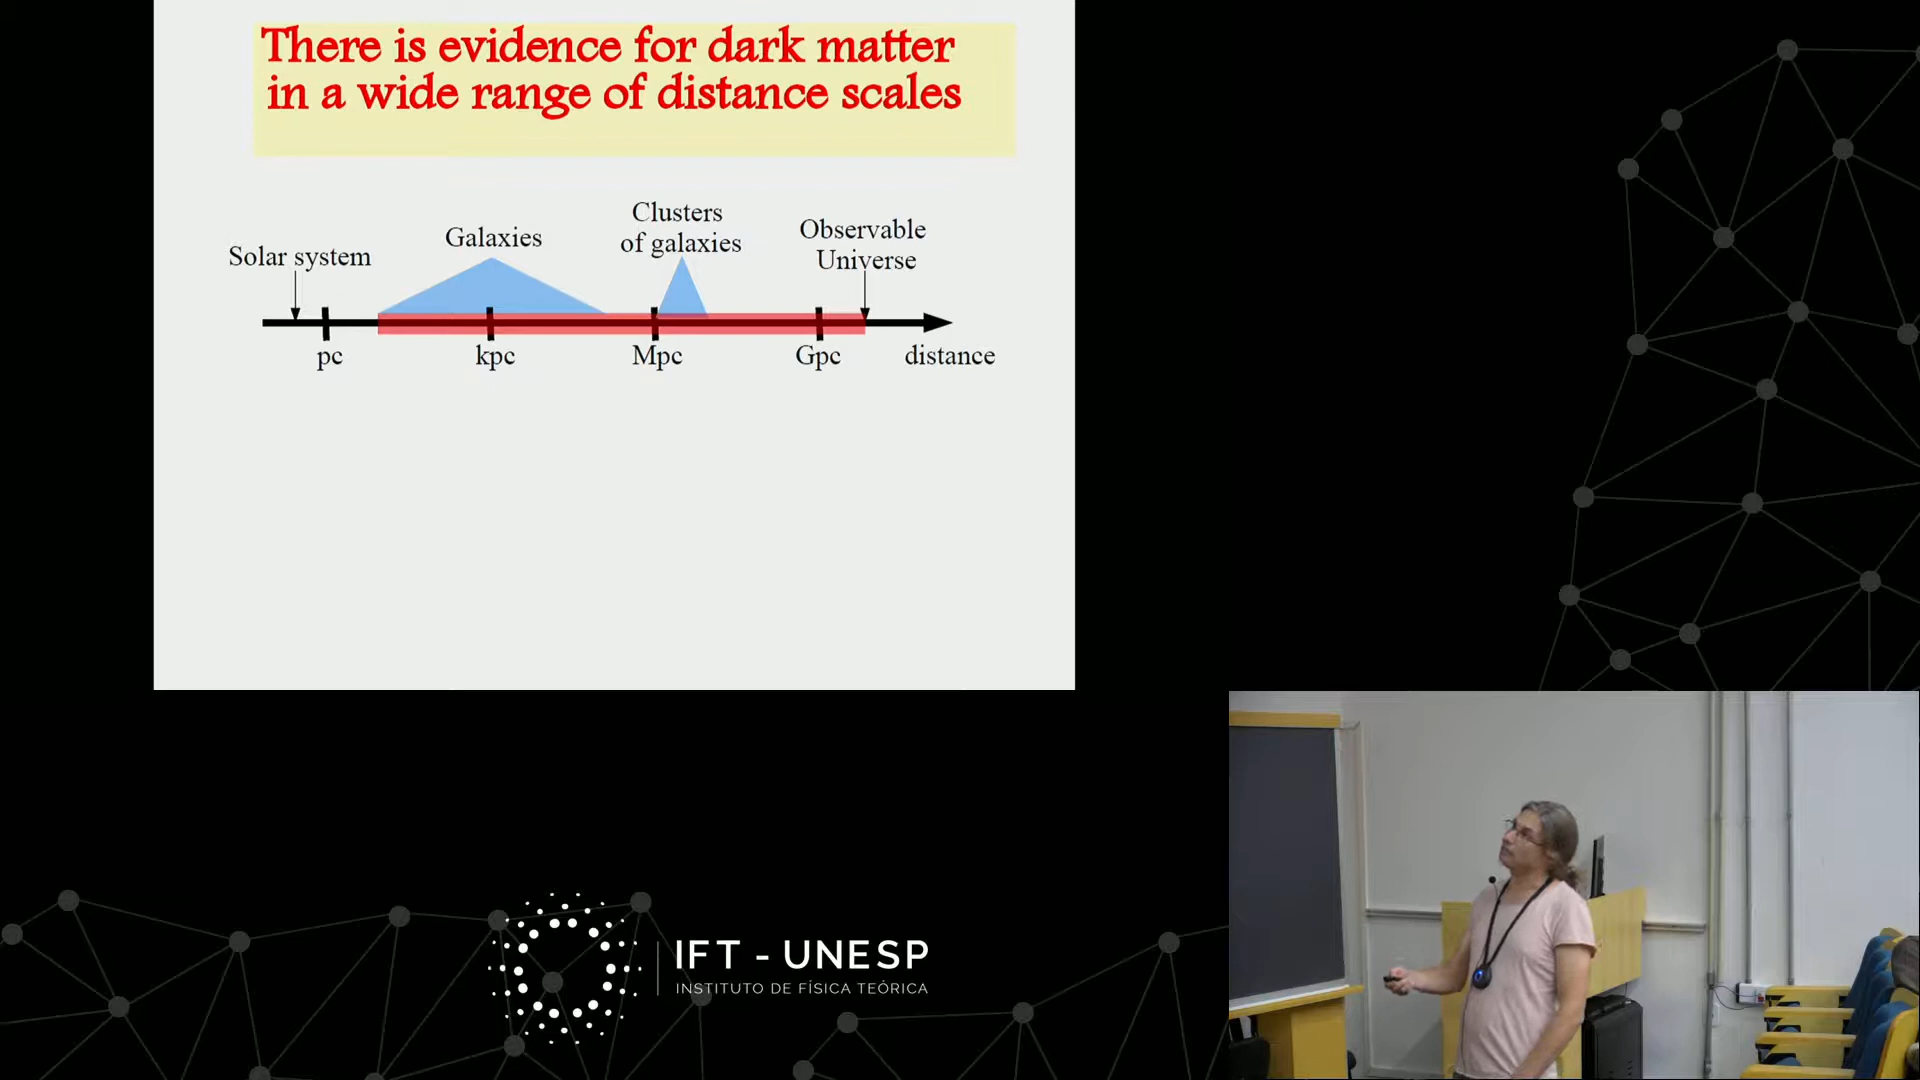 There is evidence for dark matter
in a wide range of distance scales
Clusters
of galaxies
Galaxies
Observable
Universe
Solar system
pc
kpc
Mpc
Gpc
distance
IFT - UNESP
INSTITUTO DE FÍSICA TEÓRICA